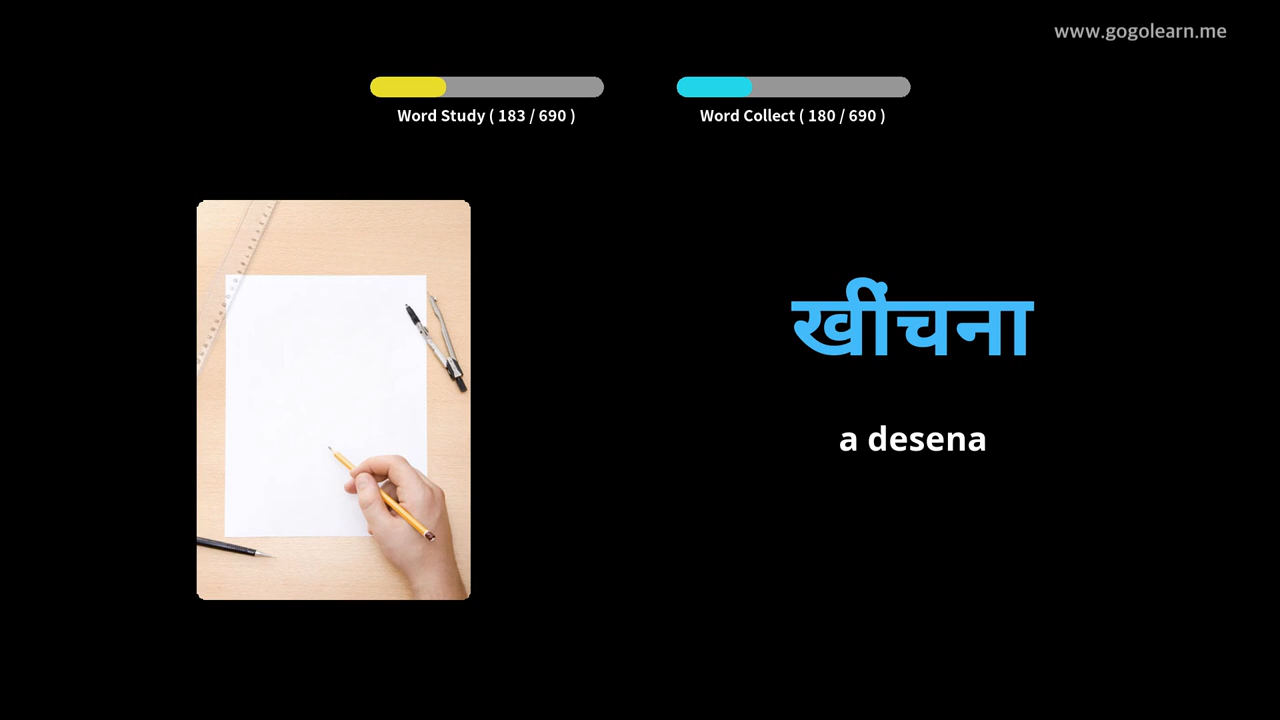 www.gogolearn.me
Word Study ( 183 / 690 )
Word Collect ( 180 / 690 )
खींचना
a desena